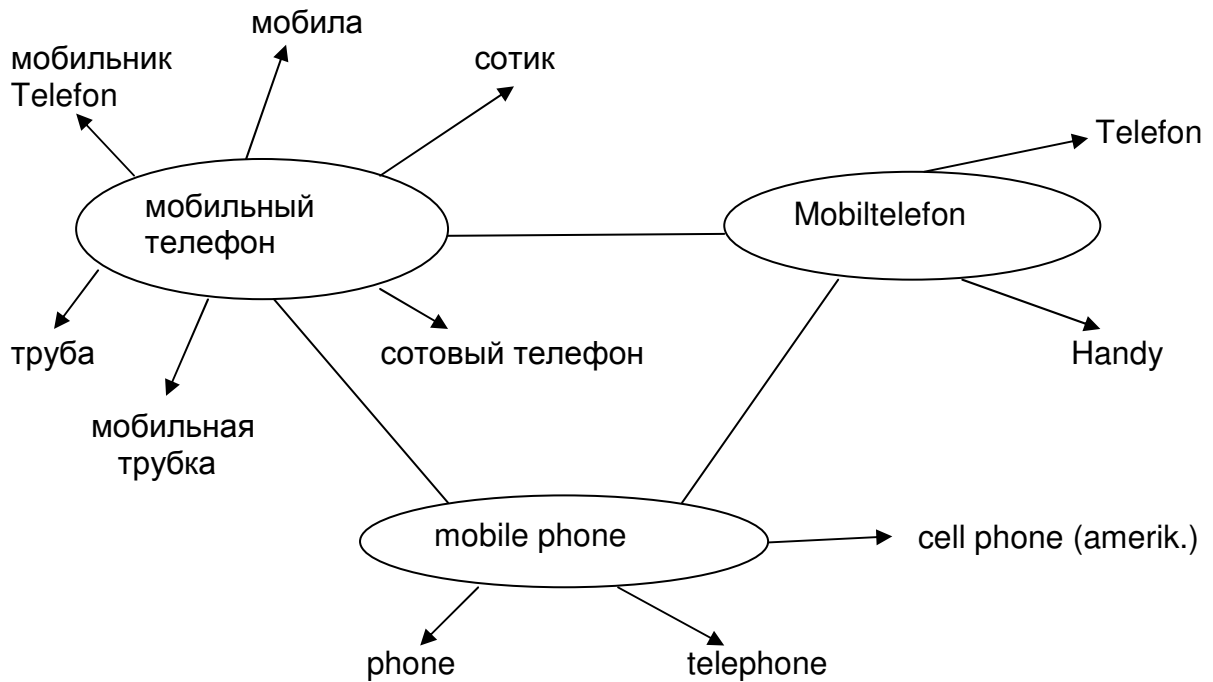 мобила
мобильник
Telefon
сотик
Telefon
мобильный
телефон
Mobiltelefon
труба
сотовый телефон
Handy
мобильная
трубка
mobile phone
cell phone (amerik.)
phone
telephone